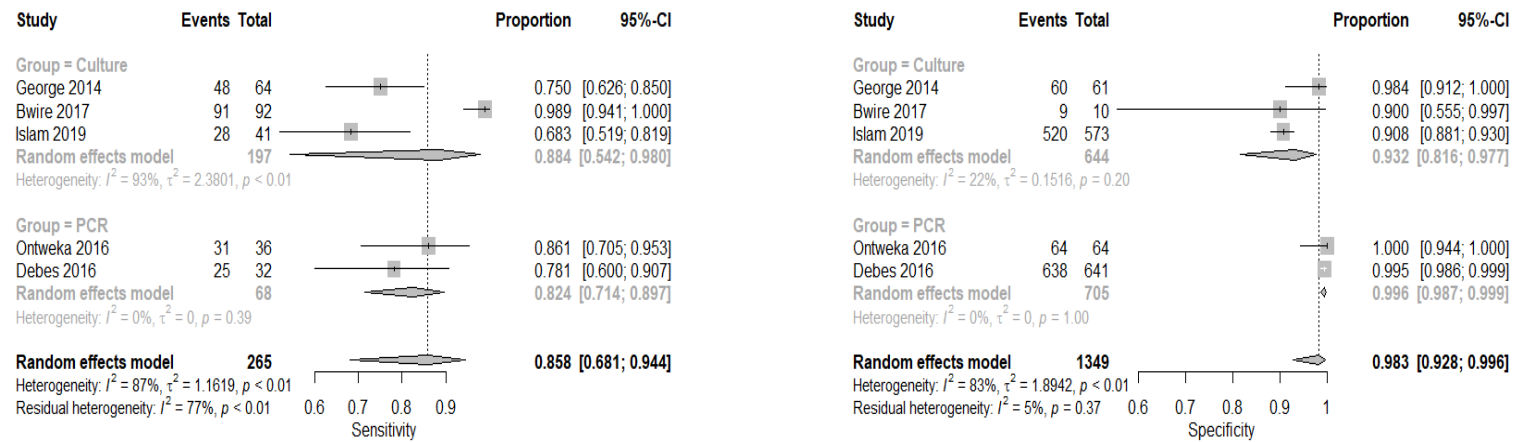 Study Events Total Proportion 95%-CI
Group = Culture
George 2014 48 64 0.750 [0.626; 0.850]
Bwire 2017 91 92 0.989 [0.941; 1.000]
Islam 2019 28 41 0.683 [0.519; 0.819]
Random effects model 197 0.884 [0.542; 0.980]
Heterogeneity: I² = 93%, τ² = 2.3801, p < 0.01
Group = PCR
Ontweka 2016 31 36 0.861 [0.705; 0.953]
Debes 2016 25 32 0.781 [0.600; 0.907]
Random effects model 68 0.824 [0.714; 0.897]
Heterogeneity: I² = 0%, τ² = 0, p = 0.39
Random effects model 265 0.858 [0.681; 0.944]
Heterogeneity: I² = 87%, τ² = 1.1619, p < 0.01
Residual heterogeneity: I² = 77%, p < 0.01
0.6 0.7 0.8 0.9
Sensitivity
Study Events Total Proportion 95%-CI
Group = Culture
George 2014 60 61 0.984 [0.912; 1.000]
Bwire 2017 9 10 0.900 [0.555; 0.997]
Islam 2019 520 573 0.908 [0.881; 0.930]
Random effects model 644 0.932 [0.816; 0.977]
Heterogeneity: I² = 22%, τ² = 0.1516, p = 0.20
Group = PCR
Ontweka 2016 64 64 1.000 [0.944; 1.000]
Debes 2016 638 641 0.995 [0.986; 0.999]
Random effects model 705 0.996 [0.987; 0.999]
Heterogeneity: I² = 0%, τ² = 0, p = 1.00
Random effects model 1349 0.983 [0.928; 0.996]
Heterogeneity: I² = 83%, τ² = 1.8942, p < 0.01
Residual heterogeneity: I² = 5%, p = 0.37
0.6 0.7 0.8 0.9 1
Specificity